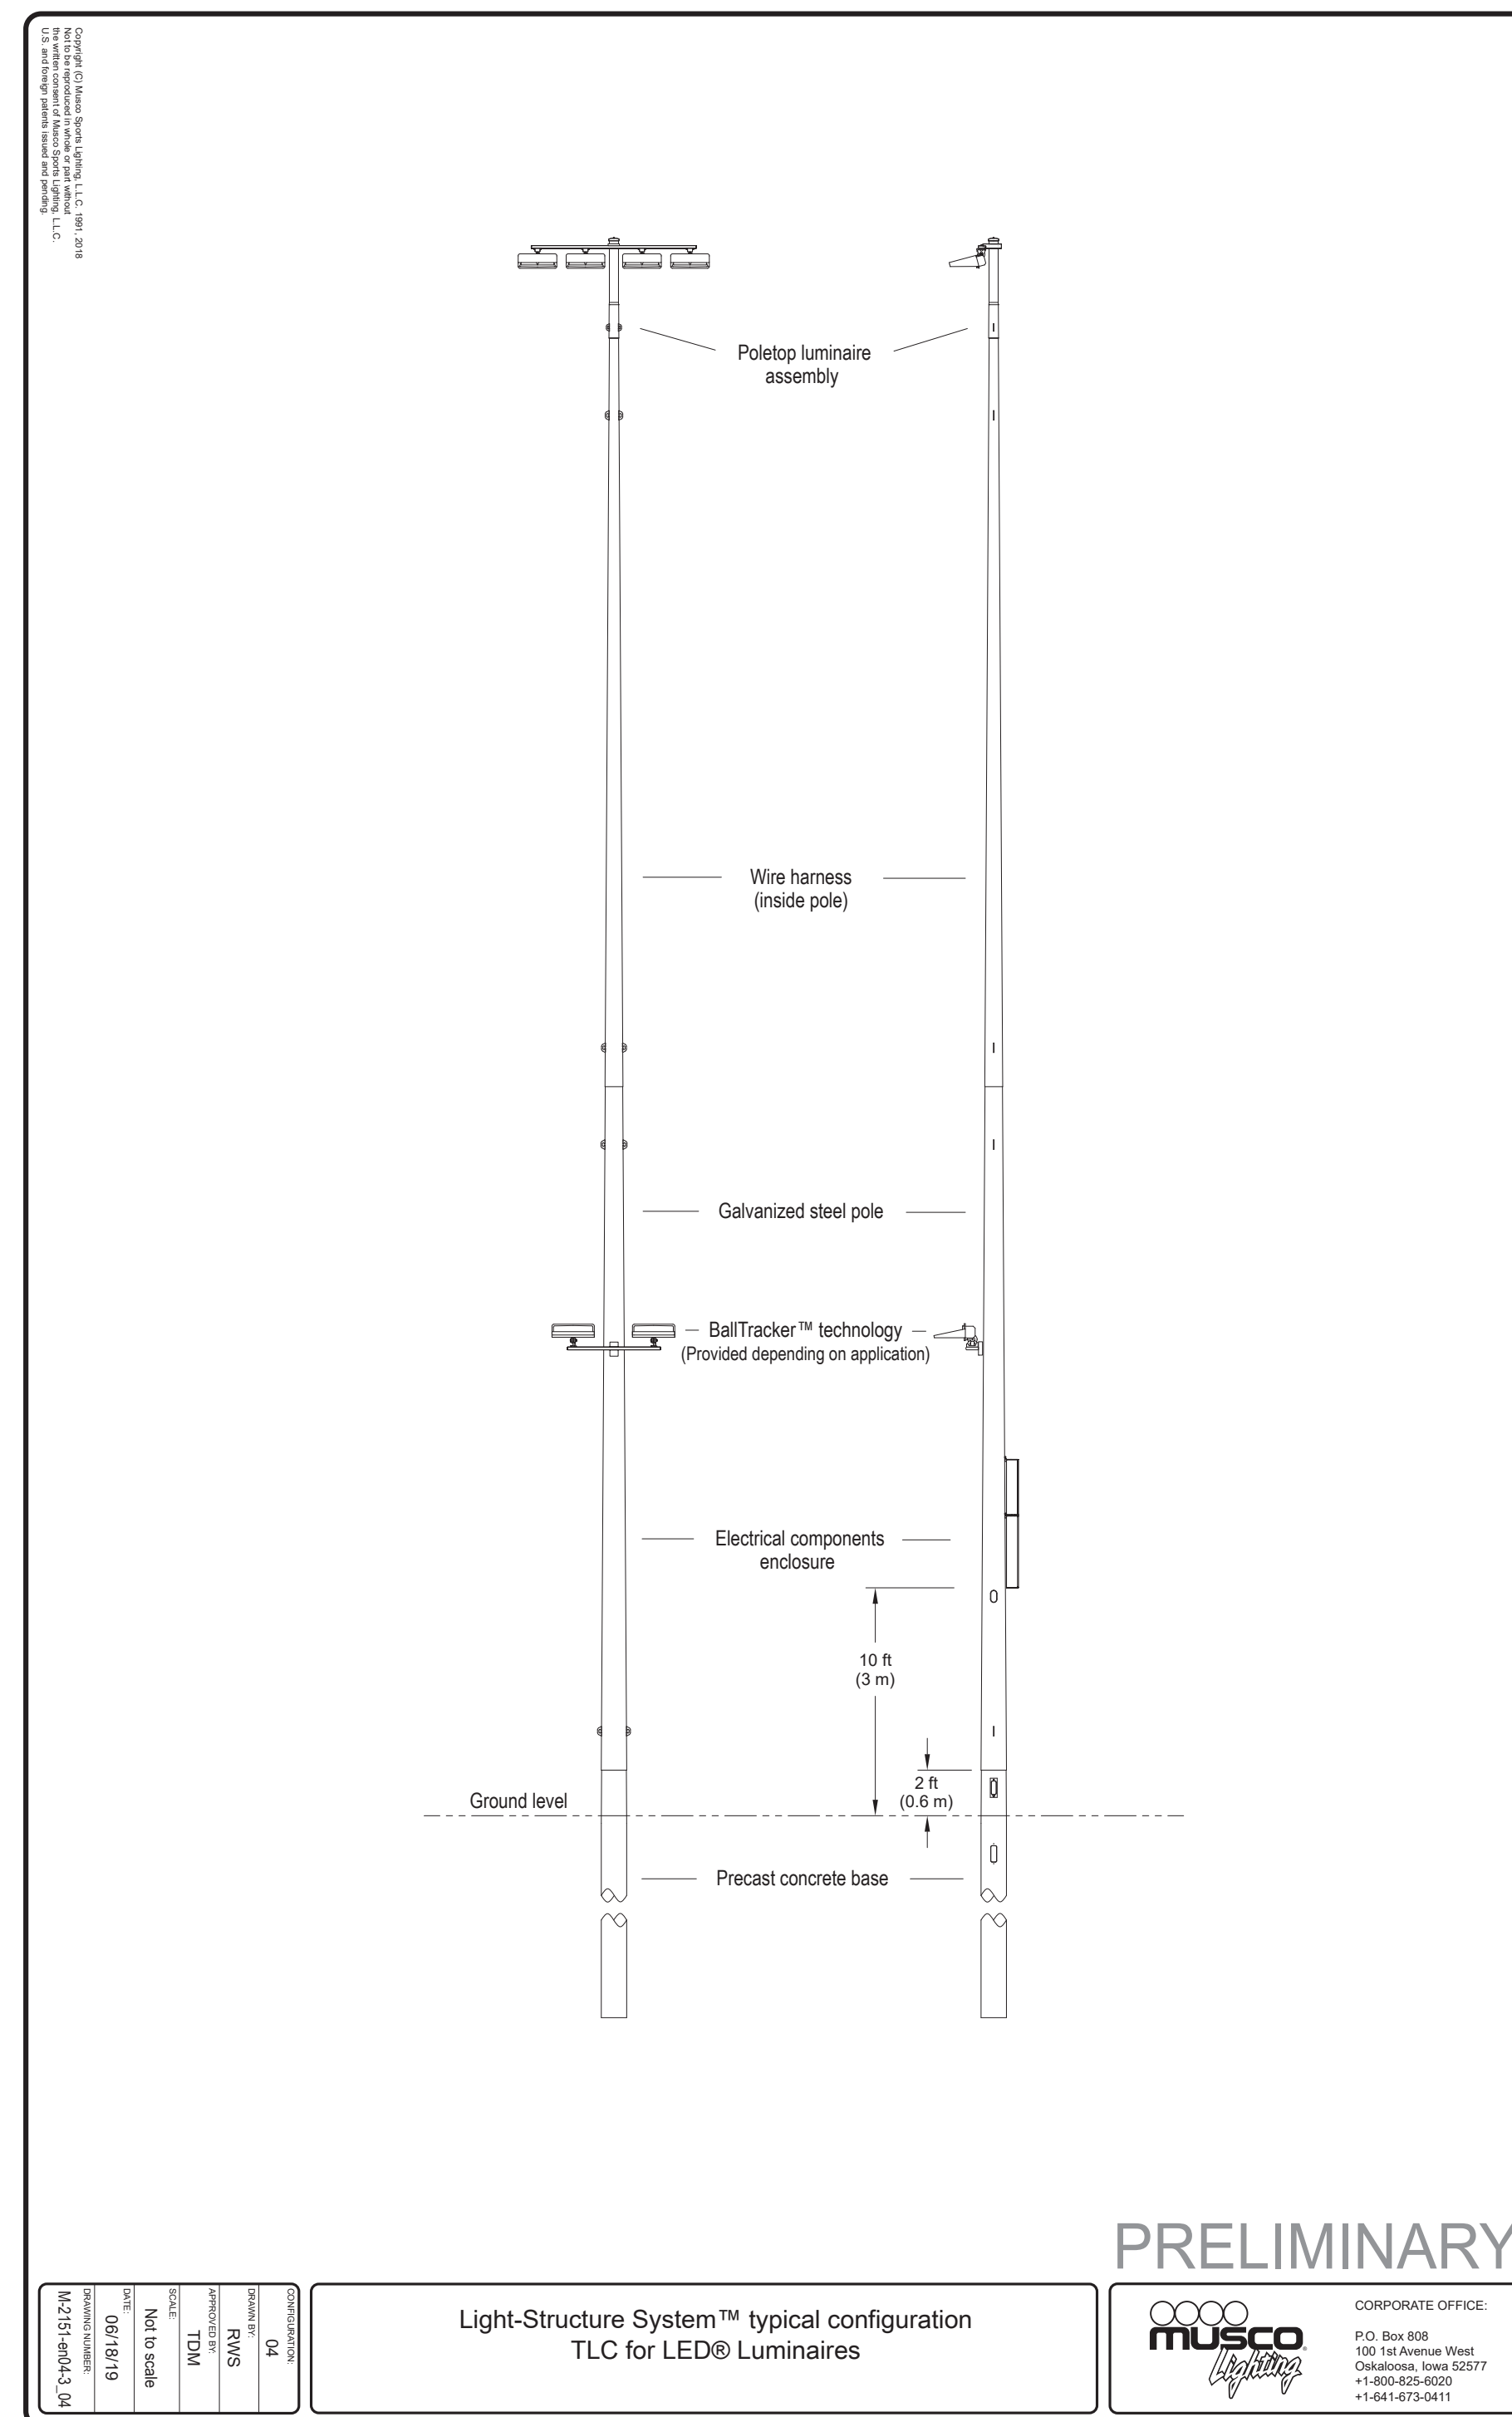 Copyright (C) Musco Sports Lighting, L.L.C. 1991, 2018
Not to be reproduced in whole or part without
the written consent of Musco Sports Lighting, L.L.C.
U.S. and foreign patents issued and pending.
Poletop luminaire
assembly
Wire harness
(inside pole)
Galvanized steel pole
BallTracker™ technology
(Provided depending on application)
Electrical components
enclosure
10 ft
(3 m)
2 ft
(0.6 m)
Ground level
Precast concrete base
PRELIMINARY
CONFIGURATION:
04
DRAWN BY:
RWS
APPROVED BY:
TDM
SCALE:
Not to scale
DATE:
06/18/19
DRAWING NUMBER:
M-2151-en04-3_04
Light-Structure System™ typical configuration
TLC for LED® Luminaires
musco®
Lighting
CORPORATE OFFICE:
P.O. Box 808
100 1st Avenue West
Oskaloosa, Iowa 52577
+1-800-825-6020
+1-641-673-0411